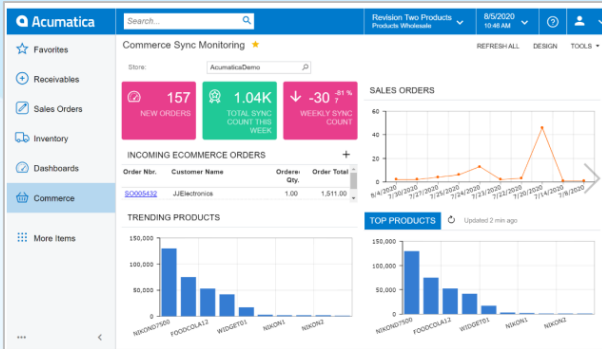 Acumatica
Search...
Revision Two Products
Products Wholesale
8/5/2020
10:46 AM
Favorites
Receivables
Sales Orders
Inventory
Dashboards
Commerce
More Items
Commerce Sync Monitoring
REFRESH ALL DESIGN TOOLS
Store: AcumaticaDemo
157
NEW ORDERS
1.04K
TOTAL SYNC
COUNT THIS
WEEK
-30 -81 %
7
WEEKLY SYNC
COUNT
INCOMING ECOMMERCE ORDERS
Order Nbr. Customer Name Ordere Qty. Order Total
SO005432 JJElectronics 1.00 1,511.00
SALES ORDERS
60
40
20
0
8/4/2020 7/30/2020 7/27/2020 7/25/2020 7/24/2020 7/23/2020 7/22/2020 7/20/2020 7/14/2020 7/8/2020
TRENDING PRODUCTS
150,000
100,000
50,000
0
NIKOND7500 FOODCOLA12 WIDGET01 NIKON1 NIKON2
TOP PRODUCTS Updated 2 min ago
150,000
100,000
50,000
0
NIKOND7500 FOODCOLA12 WIDGET01 NIKON1 NIKON2